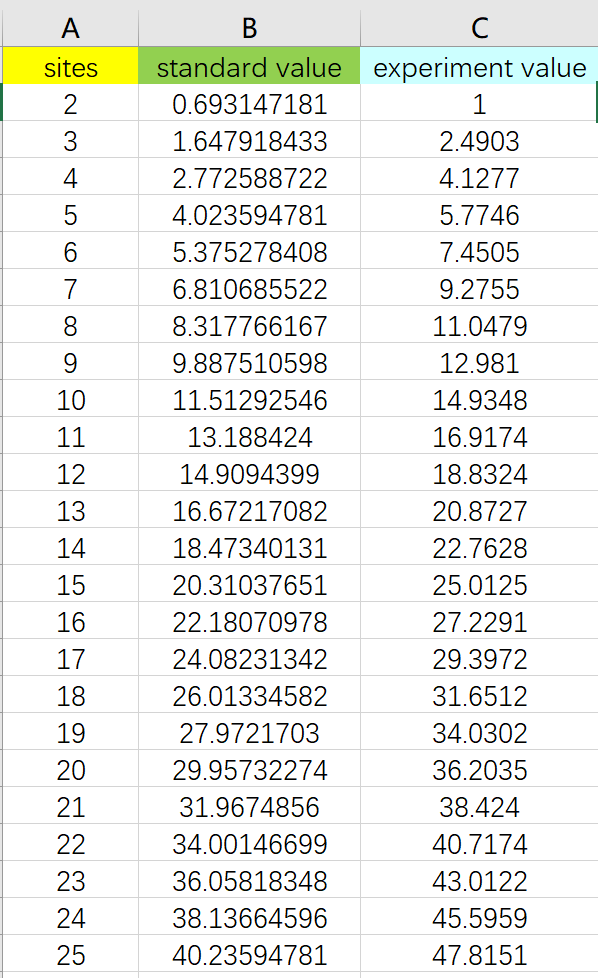 A B C
sites standard value experiment value
2 0.693147181 1
3 1.647918433 2.4903
4 2.772588722 4.1277
5 4.023594781 5.7746
6 5.375278408 7.4505
7 6.810685522 9.2755
8 8.317766167 11.0479
9 9.887510598 12.981
10 11.51292546 14.9348
11 13.188424 16.9174
12 14.9094399 18.8324
13 16.67217082 20.8727
14 18.47340131 22.7628
15 20.31037651 25.0125
16 22.18070978 27.2291
17 24.08231342 29.3972
18 26.01334582 31.6512
19 27.9721703 34.0302
20 29.95732274 36.2035
21 31.9674856 38.424
22 34.00146699 40.7174
23 36.05818348 43.0122
24 38.13664596 45.5959
25 40.23594781 47.8151